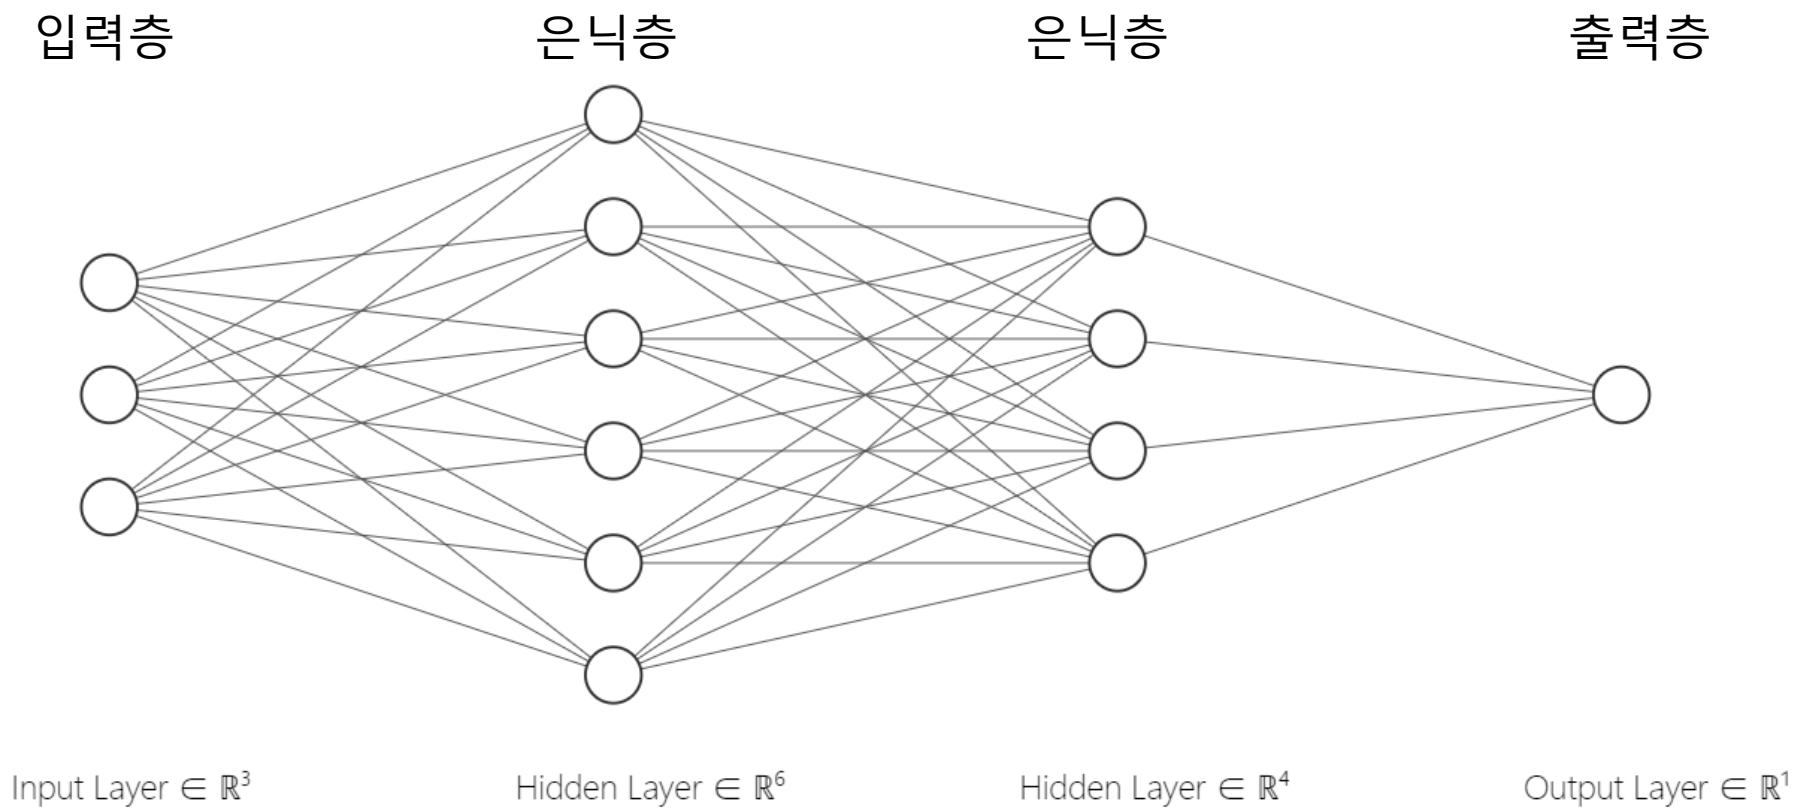 입력층 은닉층 은닉층 출력층
Input Layer ∈ ℝ³ Hidden Layer ∈ ℝ⁶ Hidden Layer ∈ ℝ⁴ Output Layer ∈ ℝ¹